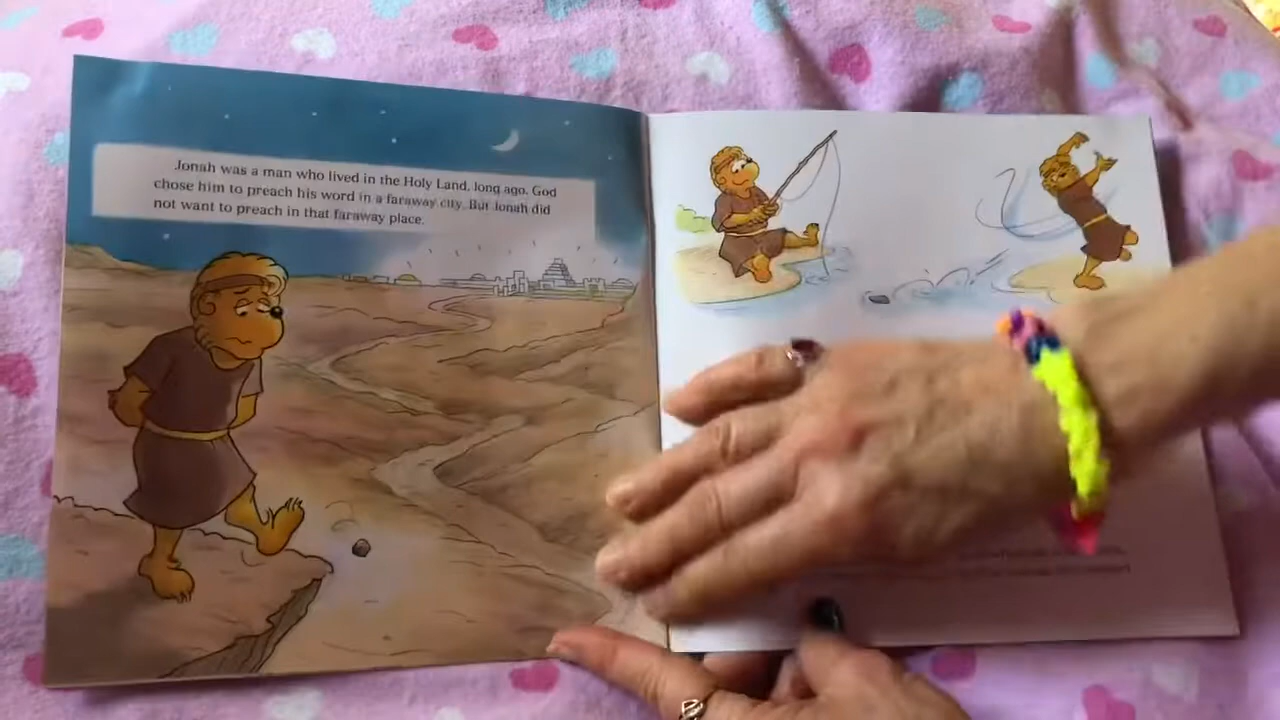 Jonah was a man who lived in the Holy Land, long ago. God
chose him to preach his word in a faraway city. But Jonah did
not want to preach in that faraway place.